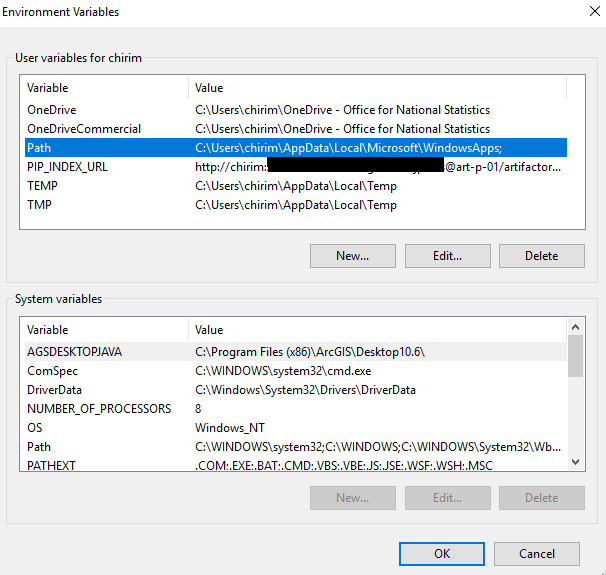 Environment Variables
User variables for chirim
Variable Value
OneDrive C:\Users\chirim\OneDrive - Office for National Statistics
OneDriveCommercial C:\Users\chirim\OneDrive - Office for National Statistics
Path C:\Users\chirim\AppData\Local\Microsoft\WindowsApps;
PIP_INDEX_URL http://chirim: s@art-p-01/artifactor...
TEMP C:\Users\chirim\AppData\Local\Temp
TMP C:\Users\chirim\AppData\Local\Temp
New... Edit... Delete
System variables
Variable Value
AGSDESKTOPJAVA C:\Program Files (x86)\ArcGIS\Desktop10.6\
ComSpec C:\WINDOWS\system32\cmd.exe
DriverData C:\Windows\System32\Drivers\DriverData
NUMBER_OF_PROCESSORS 8
OS Windows_NT
Path C:\WINDOWS\system32;C:\WINDOWS;C:\WINDOWS\System32\Wb...
PATHEXT .COM;.EXE;.BAT;.CMD;.VBS;.VBE;.JS;.JSE;.WSF;.WSH;.MSC
New... Edit... Delete
OK Cancel